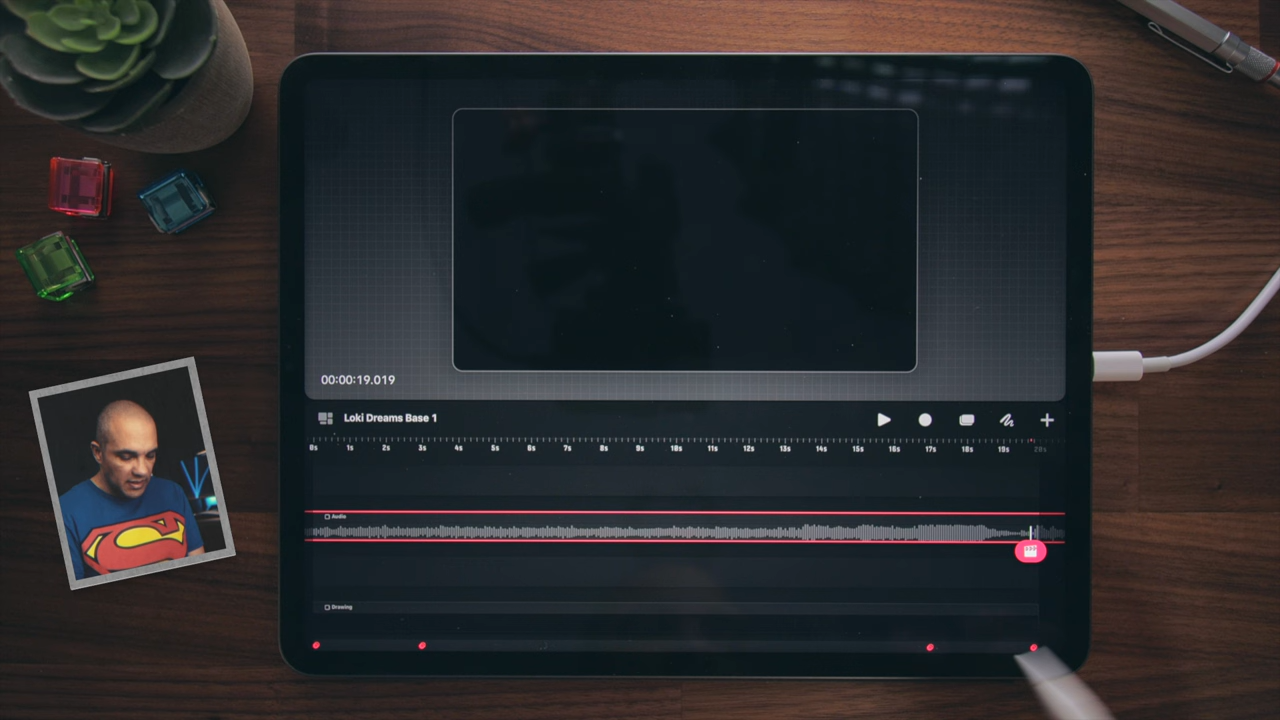 00:00:19.019
Loki Dreams Base 1
0s 1s 2s 3s 4s 5s 6s 7s 8s 9s 10s 11s 12s 13s 14s 15s 16s 17s 18s 19s 20s
Audio
Drawing